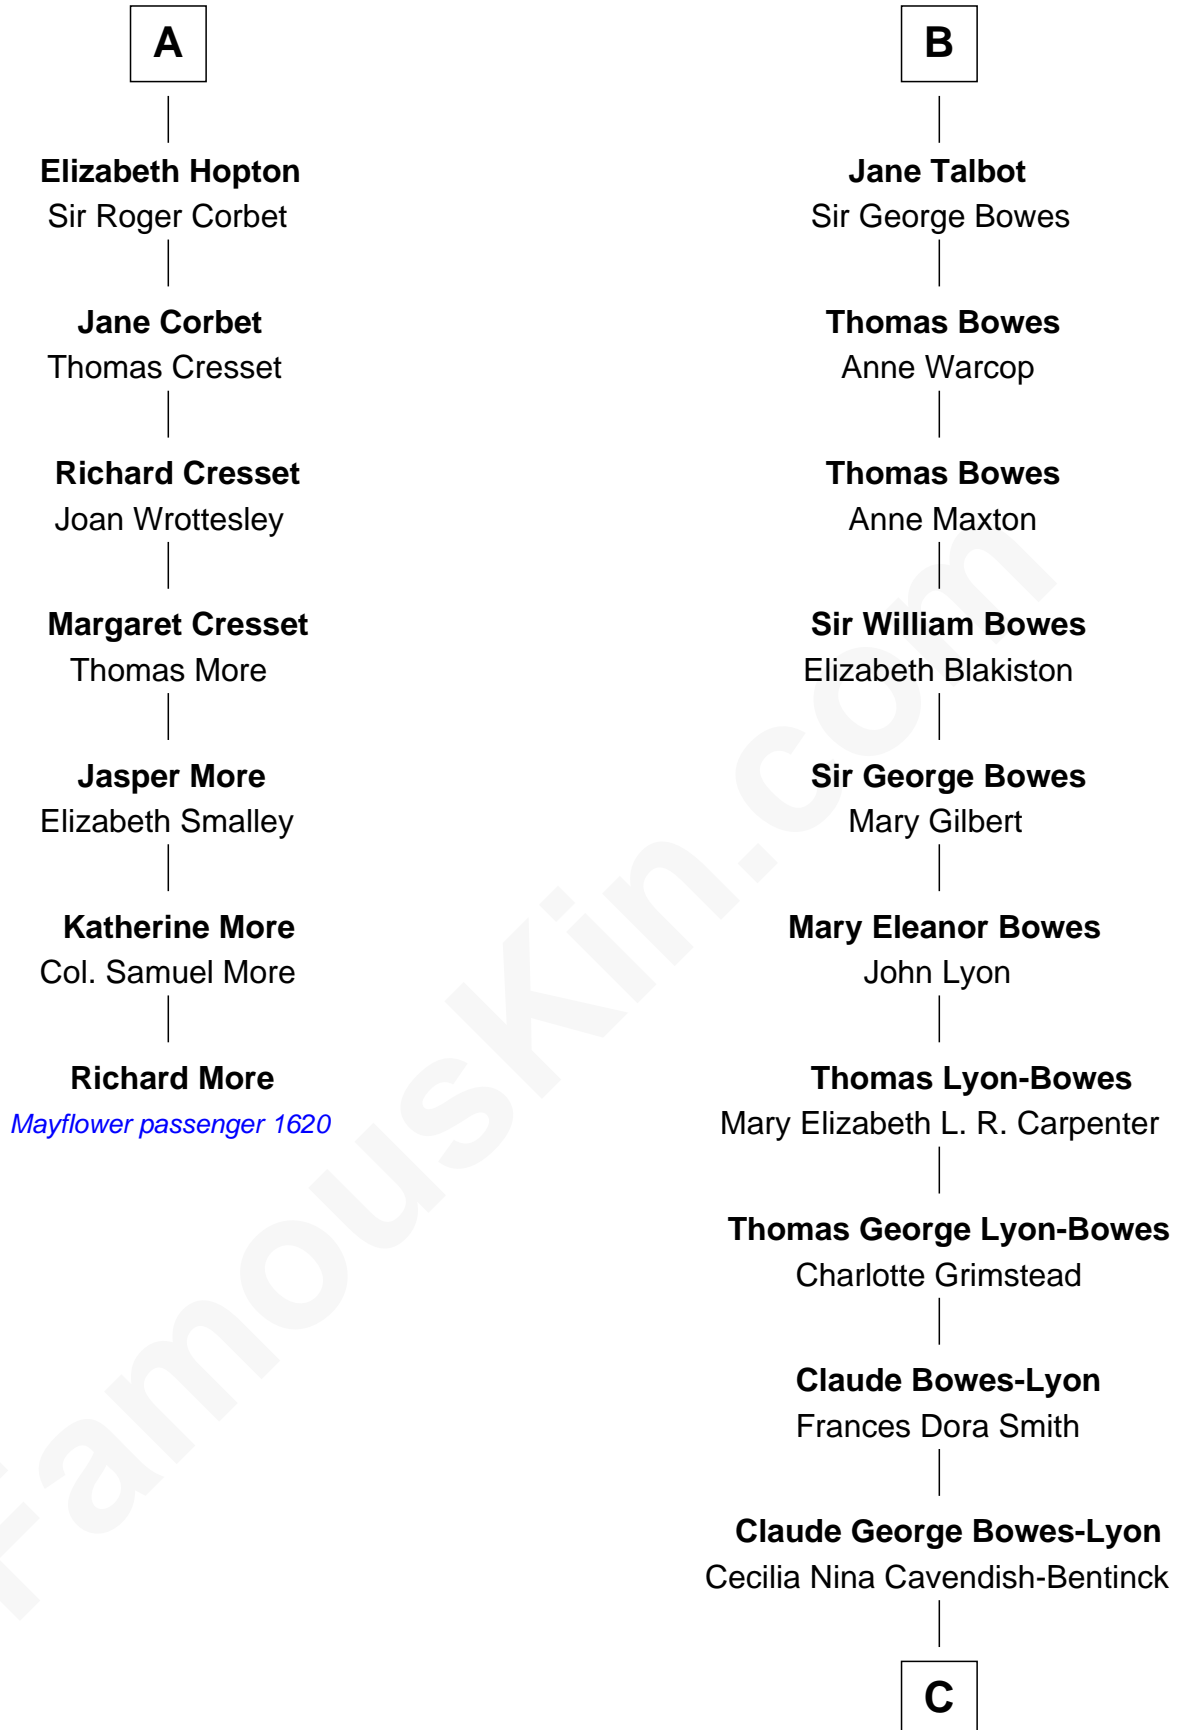 A
Elizabeth Hopton
Sir Roger Corbet
Jane Corbet
Thomas Cresset
Richard Cresset
Joan Wrottesley
Margaret Cresset
Thomas More
Jasper More
Elizabeth Smalley
Katherine More
Col. Samuel More
Richard More
Mayflower passenger 1620
B
Jane Talbot
Sir George Bowes
Thomas Bowes
Anne Warcop
Thomas Bowes
Anne Maxton
Sir William Bowes
Elizabeth Blakiston
Sir George Bowes
Mary Gilbert
Mary Eleanor Bowes
John Lyon
Thomas Lyon-Bowes
Mary Elizabeth L. R. Carpenter
Thomas George Lyon-Bowes
Charlotte Grimstead
Claude Bowes-Lyon
Frances Dora Smith
Claude George Bowes-Lyon
Cecilia Nina Cavendish-Bentinck
C
FamousKin.com